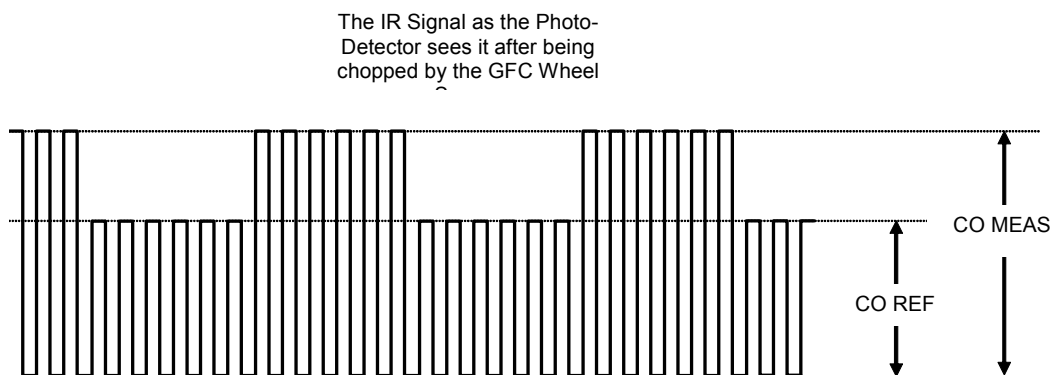 The IR Signal as the Photo-
Detector sees it after being
chopped by the GFC Wheel
CO MEAS
CO REF